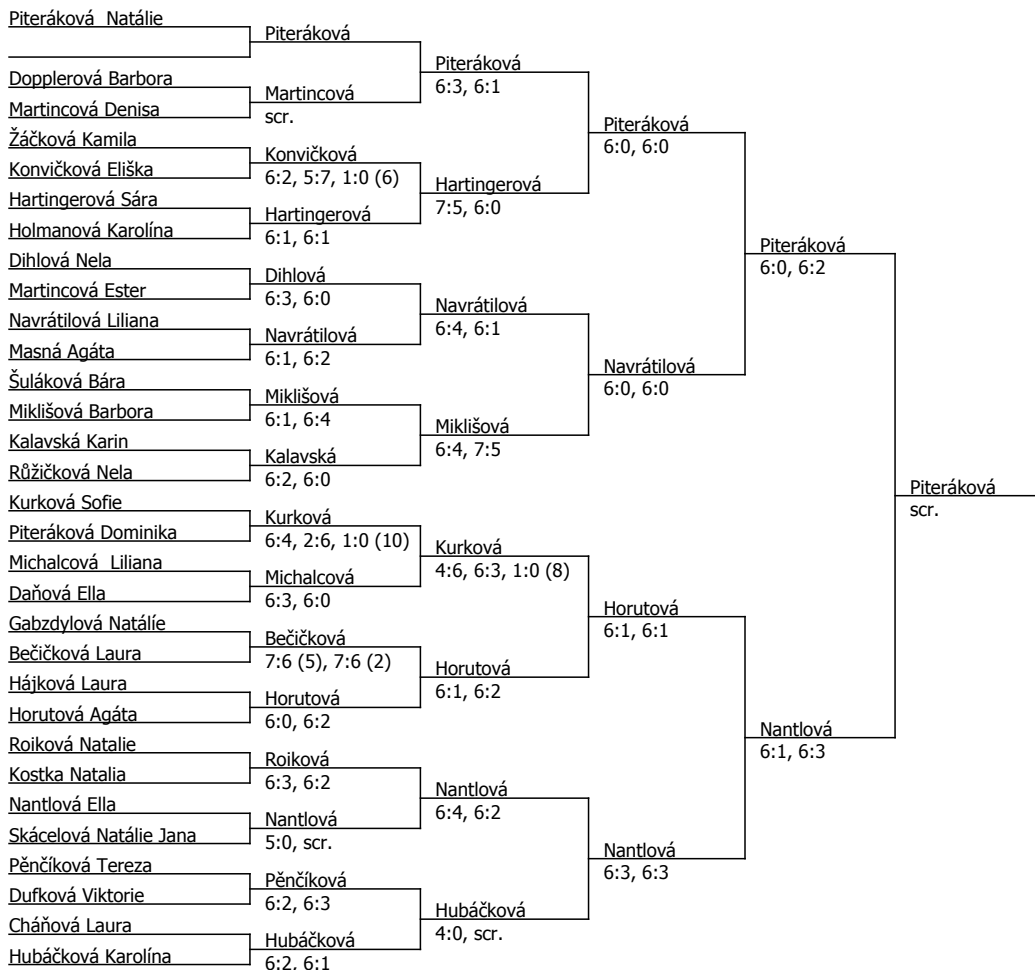 Piteráková  Natálie
Dopplerová Barbora
Martincová Denisa
Žáčková Kamila
Konvičková Eliška
Hartingerová Sára
Holmanová Karolína
Dihlová Nela
Martincová Ester
Navrátilová Liliana
Masná Agáta
Šuláková Bára
Miklišová Barbora
Kalavská Karin
Růžičková Nela
Kurková Sofie
Piteráková Dominika
Michalcová  Liliana
Daňová Ella
Gabzdylová Natálíe
Bečičková Laura
Hájková Laura
Horutová Agáta
Roiková Natalie
Kostka Natalia
Nantlová Ella
Skácelová Natálie Jana
Pěnčíková Tereza
Dufková Viktorie
Cháňová Laura
Hubáčková Karolína
Piteráková
Martincová
scr.
Konvičková
6:2, 5:7, 1:0 (6)
Hartingerová
6:1, 6:1
Dihlová
6:3, 6:0
Navrátilová
6:1, 6:2
Miklišová
6:1, 6:4
Kalavská
6:2, 6:0
Kurková
6:4, 2:6, 1:0 (10)
Michalcová
6:3, 6:0
Bečičková
7:6 (5), 7:6 (2)
Horutová
6:0, 6:2
Roiková
6:3, 6:2
Nantlová
5:0, scr.
Pěnčíková
6:2, 6:3
Hubáčková
6:2, 6:1
Piteráková
6:3, 6:1
Hartingerová
7:5, 6:0
Navrátilová
6:4, 6:1
Miklišová
6:4, 7:5
Kurková
4:6, 6:3, 1:0 (8)
Horutová
6:1, 6:2
Nantlová
6:4, 6:2
Hubáčková
4:0, scr.
Piteráková
6:0, 6:0
Navrátilová
6:0, 6:0
Horutová
6:1, 6:1
Nantlová
6:3, 6:3
Piteráková
6:0, 6:2
Nantlová
6:1, 6:3
Piteráková
scr.